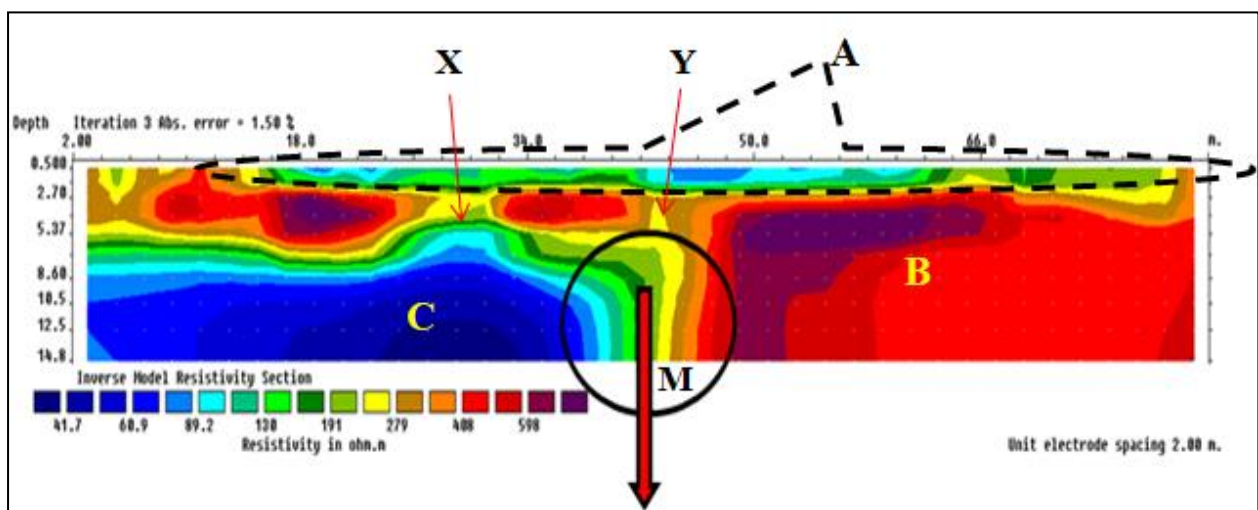 X Y A
Depth Iteration 3 Abs. error = 1.50 %
2.00 18.0 34.0 50.0 66.0 m.
0.500
2.70
5.37
B
8.60
10.5
C
12.5
14.8
M
Inverse Model Resistivity Section
41.7 60.9 89.2 130 191 279 408 598
Resistivity in ohm.m
Unit electrode spacing 2.00 m.